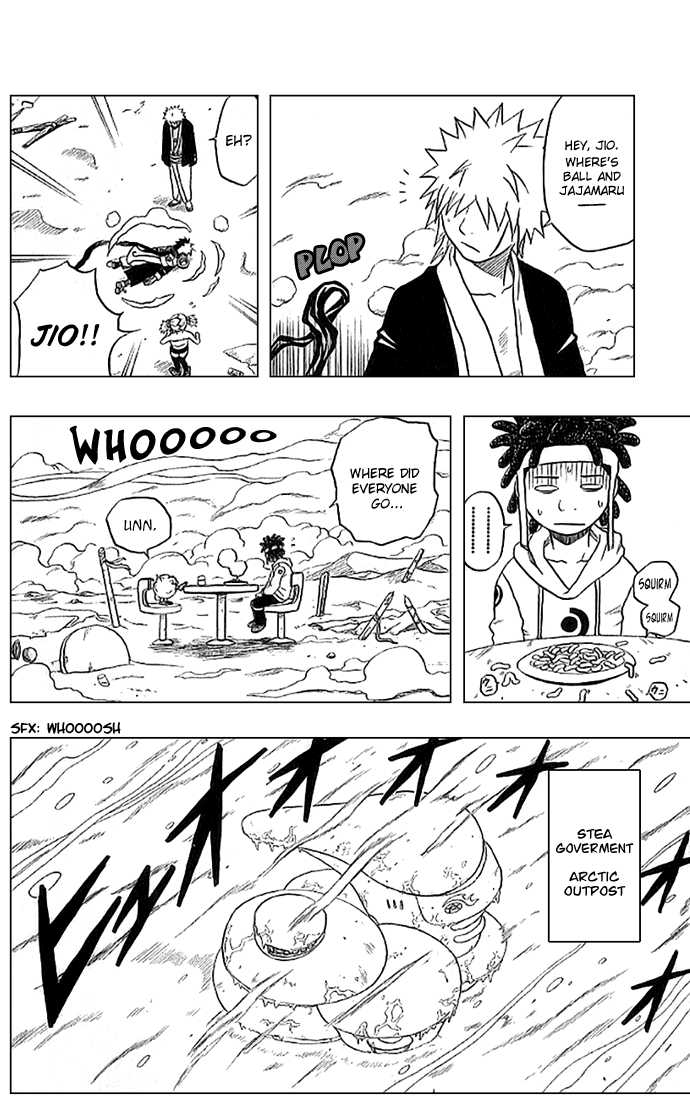 HEY, JIO.
WHERE'S
BALL AND
JAJAMARU
PLOP
EH?
JIO!!
SQUIRM
SQUIRM
WHOOOOO
WHERE DID
EVERYONE
GO...
UNN.
SFX: WHOOOOSH
STEA
GOVERMENT
ARCTIC
OUTPOST